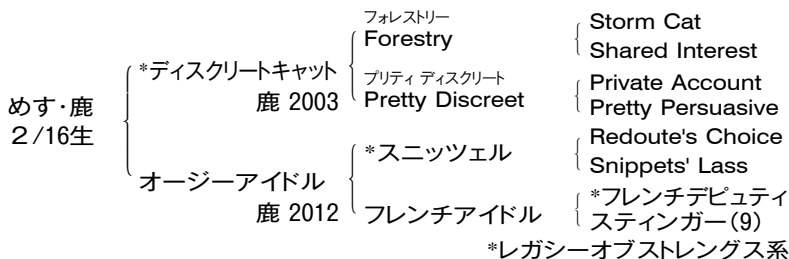 めす・鹿
2/16生
*ディスクリートキャット
鹿 2003
フォレストリー
Forestry
Storm Cat
Shared Interest
プリティ ディスクリート
Pretty Discreet
Private Account
Pretty Persuasive
オージーアイドル
鹿 2012
*スニッツェル
Redoute's Choice
Snippets' Lass
フレンチアイドル
*フレンチデピュティ
スティンガー(9)
*レガシーオブストレングス系